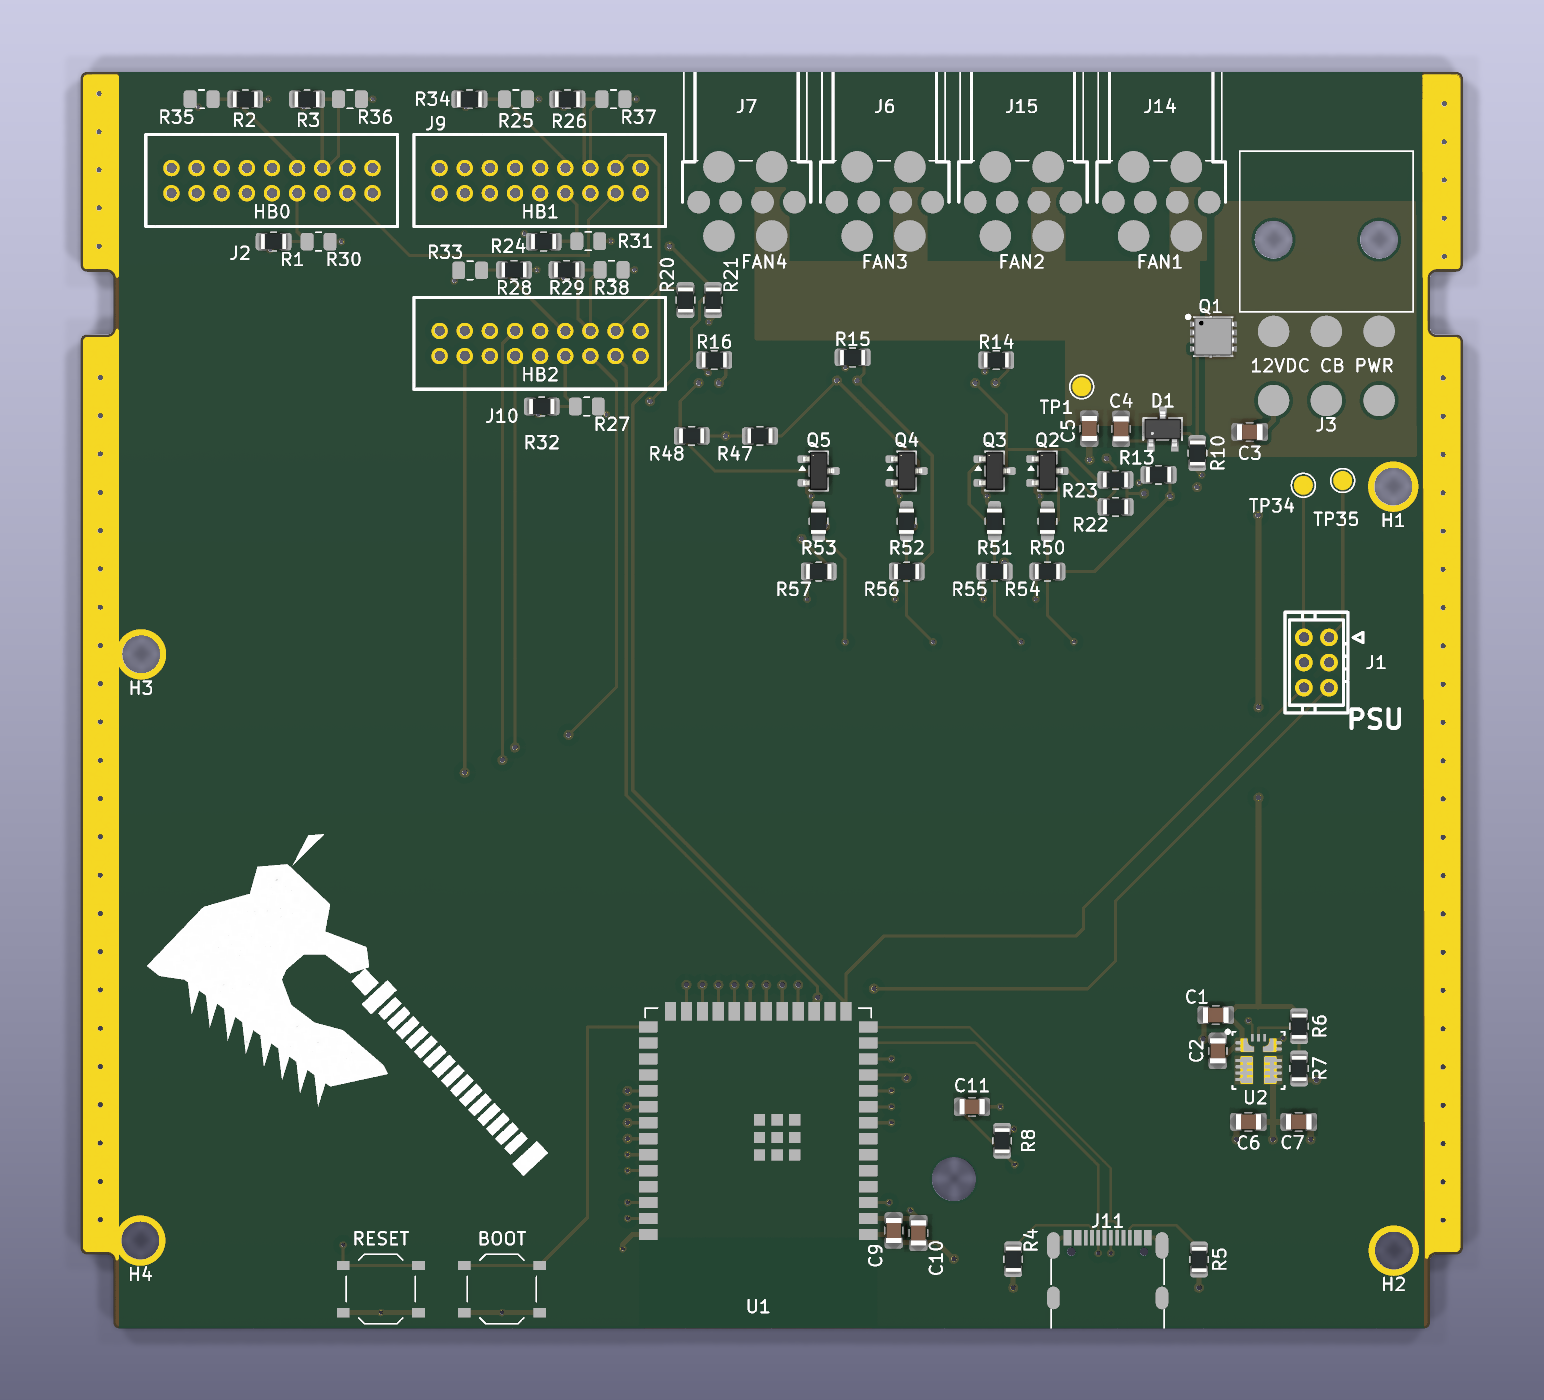 R35 R2 R3 R36
R34 R25 R26 R37
J9
J7 J6 J15 J14
HB0 HB1
J2 R1 R30
R33 R24 R31
R28 R29 R38
R20 R21
FAN4 FAN3 FAN2 FAN1
Q1
R16 R15 R14
12VDC CB PWR
HB2
J10 R32 R27
TP1 C5 C4 D1
J3
R48 R47
Q5 Q4 Q3 Q2
R13 R10 C3
R23
R22
TP34 TP35 H1
R53 R52 R51 R50
R57 R56 R55 R54
J1
PSU
H3
C1 R6
C2 R7
U2
C11 R8
C6 C7
RESET BOOT
J11
R4 R5
C9 C10
H4 H2
U1